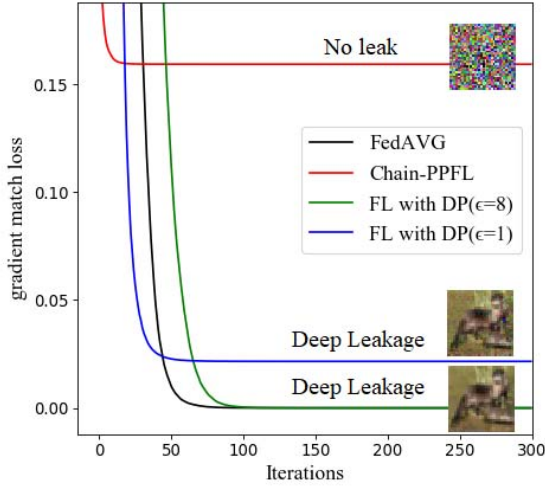 No leak
0.15
FedAVG
Chain-PPFL
FL with DP(ϵ=8)
FL with DP(ϵ=1)
0.10
gradient match loss
0.05
Deep Leakage
Deep Leakage
0.00
0 50 100 150 200 250 300
Iterations